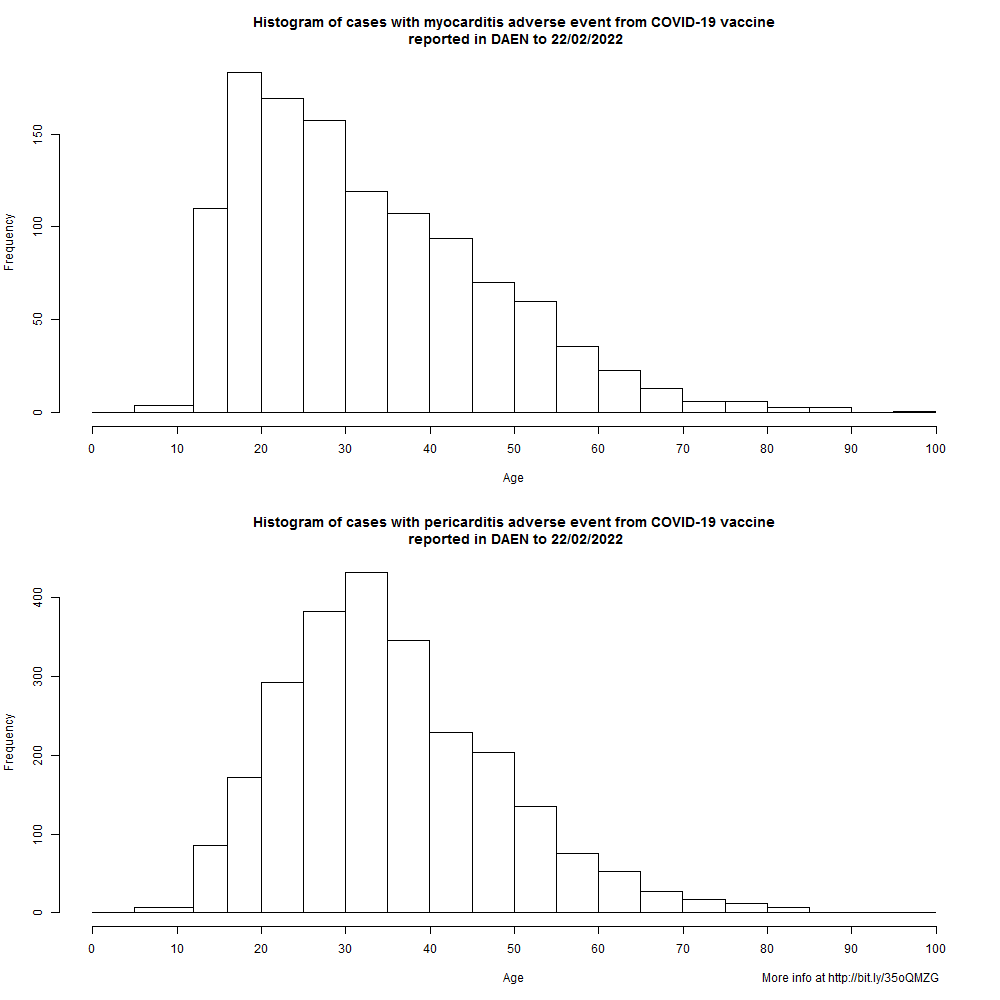 Histogram of cases with myocarditis adverse event from COVID-19 vaccine
reported in DAEN to 22/02/2022
150
100
50
0
Frequency
0 10 20 30 40 50 60 70 80 90 100
Age
Histogram of cases with pericarditis adverse event from COVID-19 vaccine
reported in DAEN to 22/02/2022
400
300
200
100
0
Frequency
0 10 20 30 40 50 60 70 80 90 100
Age
More info at http://bit.ly/35oQMZG